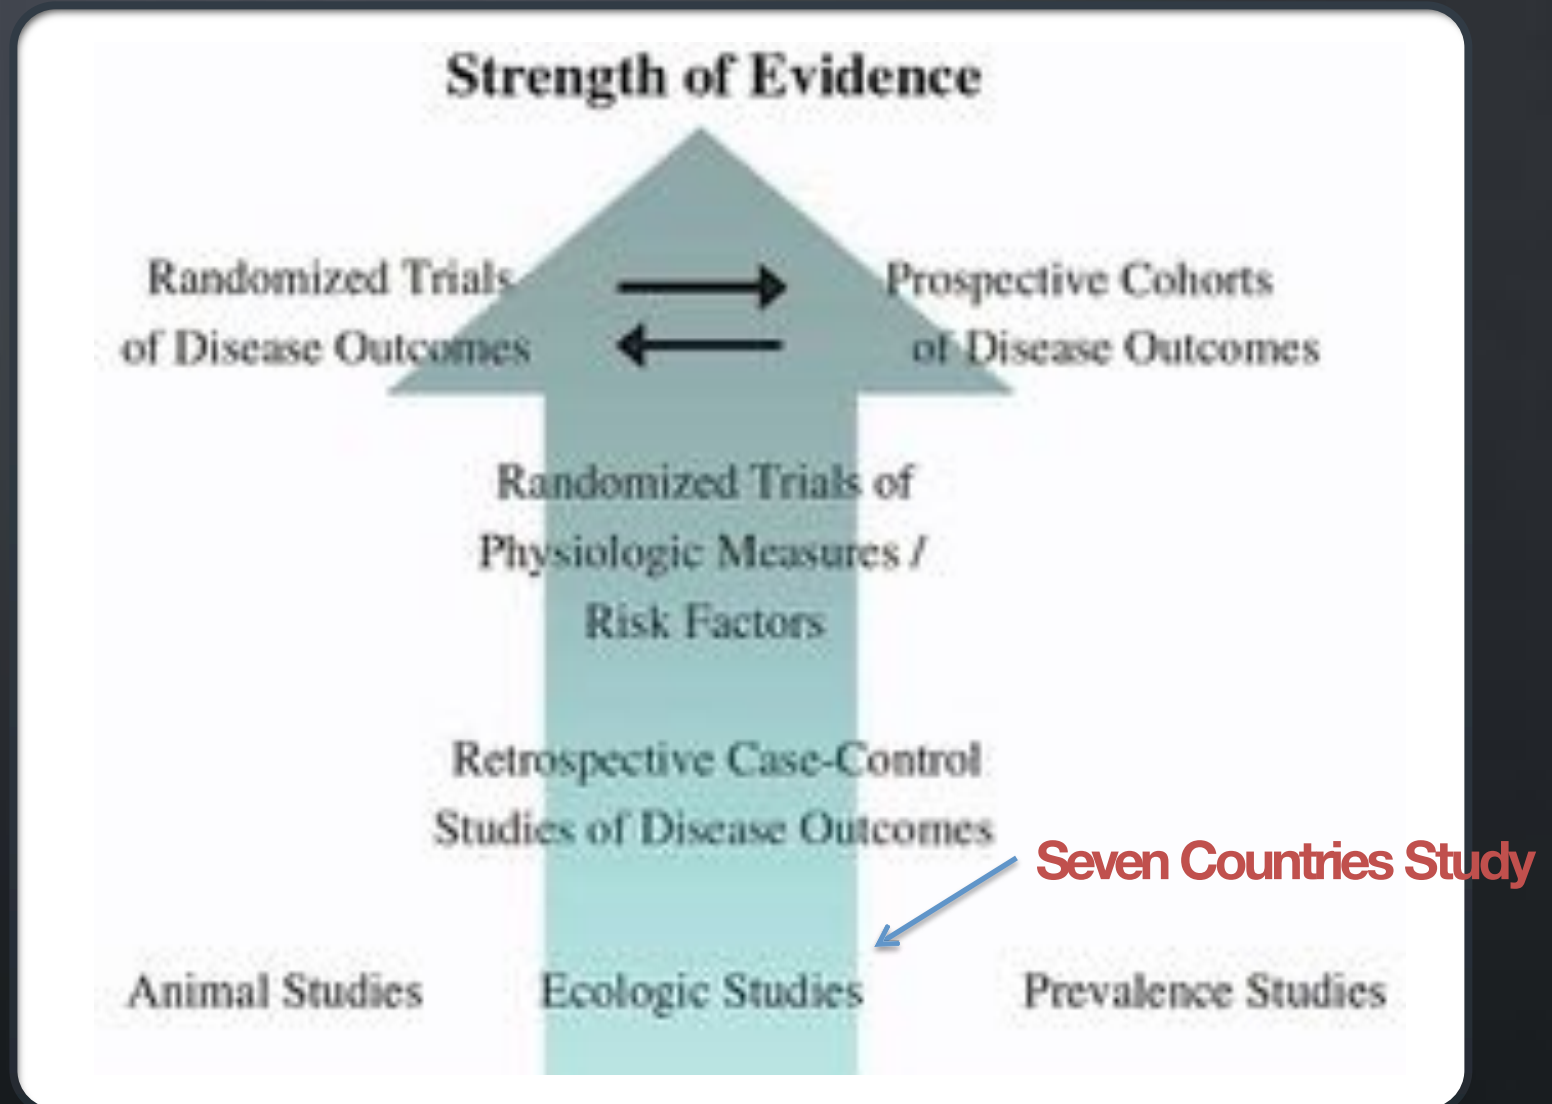 Strength of Evidence
Randomized Trials
of Disease Outcomes
Prospective Cohorts
of Disease Outcomes
Randomized Trials of
Physiologic Measures /
Risk Factors
Retrospective Case-Control
Studies of Disease Outcomes
Seven Countries Study
Animal Studies
Ecologic Studies
Prevalence Studies